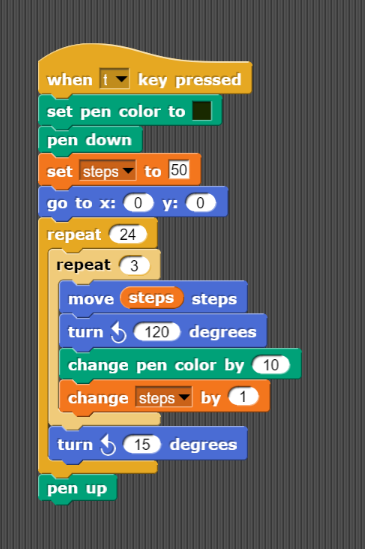 when t key pressed
set pen color to
pen down
set steps to 50
go to x: 0 y: 0
repeat 24
repeat 3
move steps steps
turn 120 degrees
change pen color by 10
change steps by 1
turn 15 degrees
pen up